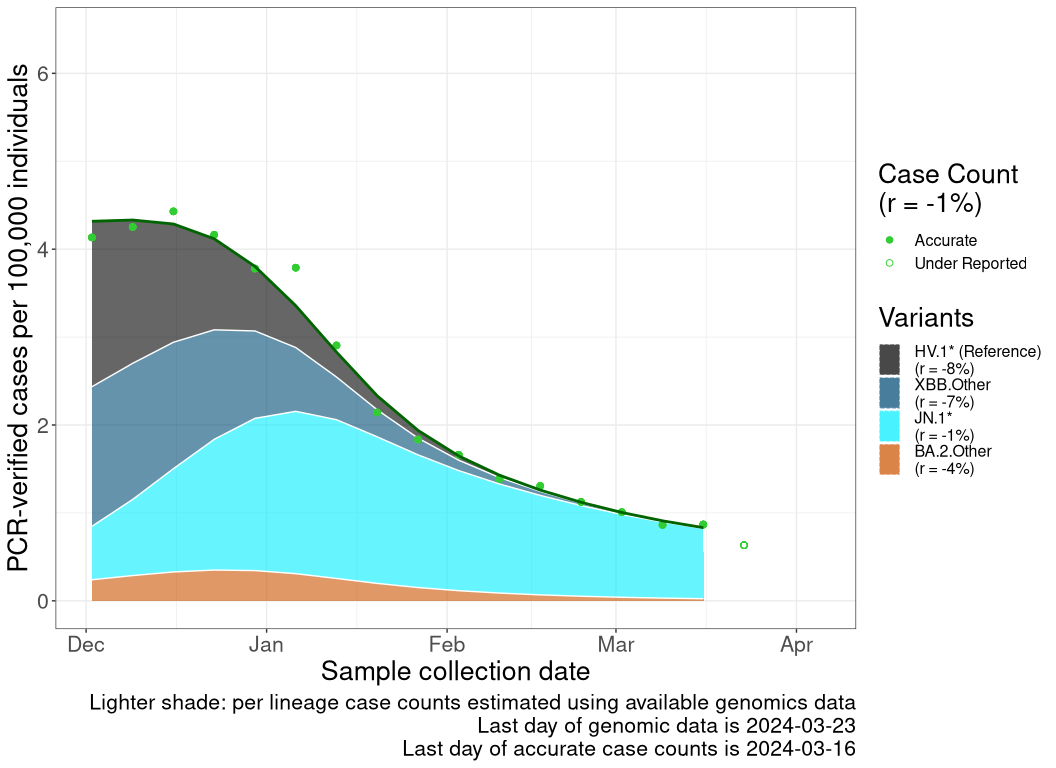 PCR-verified cases per 100,000 individuals
6
4
2
0
Dec
Jan
Feb
Mar
Apr
Sample collection date
Lighter shade: per lineage case counts estimated using available genomics data
Last day of genomic data is 2024-03-23
Last day of accurate case counts is 2024-03-16
Case Count
(r = -1%)
Accurate
Under Reported
Variants
HV.1* (Reference)
(r = -8%)
XBB.Other
(r = -7%)
JN.1*
(r = -1%)
BA.2.Other
(r = -4%)